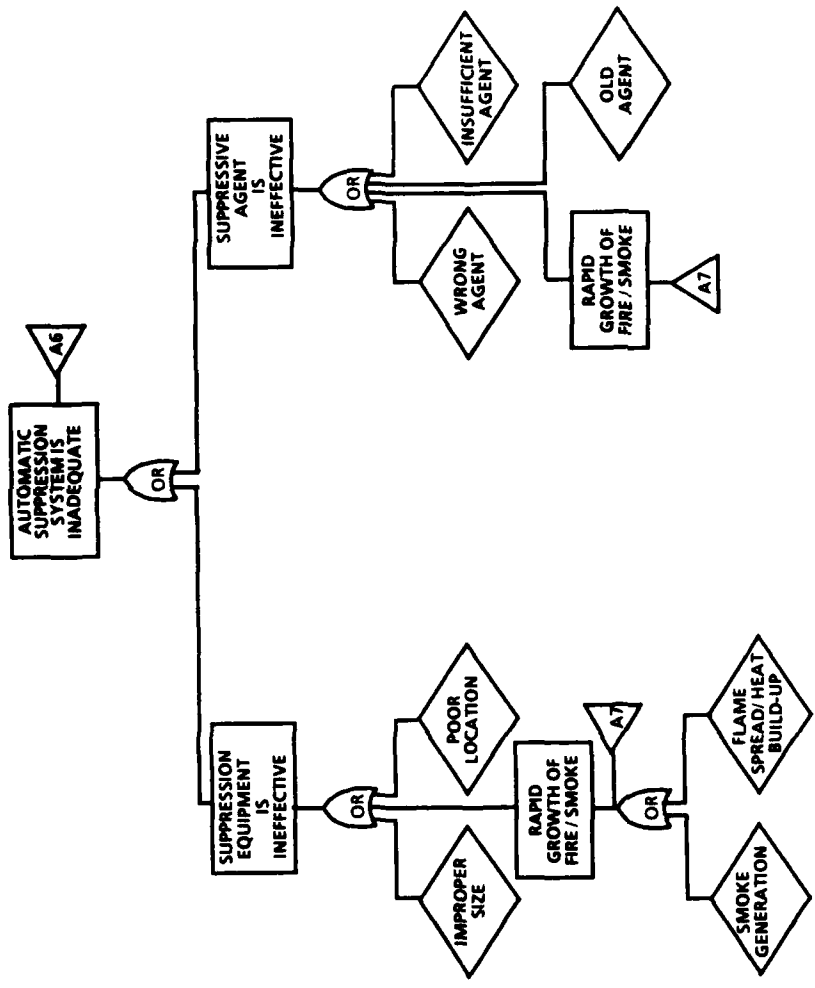 AUTOMATIC
SUPPRESSION
SYSTEM IS
INADEQUATE
A6
OR
SUPPRESSION
EQUIPMENT
IS
INEFFECTIVE
OR
IMPROPER
SIZE
POOR
LOCATION
RAPID
GROWTH OF
FIRE / SMOKE
A7
OR
SMOKE
GENERATION
FLAME
SPREAD/HEAT
BUILD-UP
SUPPRESSIVE
AGENT
IS
INEFFECTIVE
OR
WRONG
AGENT
INSUFFICIENT
AGENT
RAPID
GROWTH OF
FIRE / SMOKE
A7
OLD
AGENT